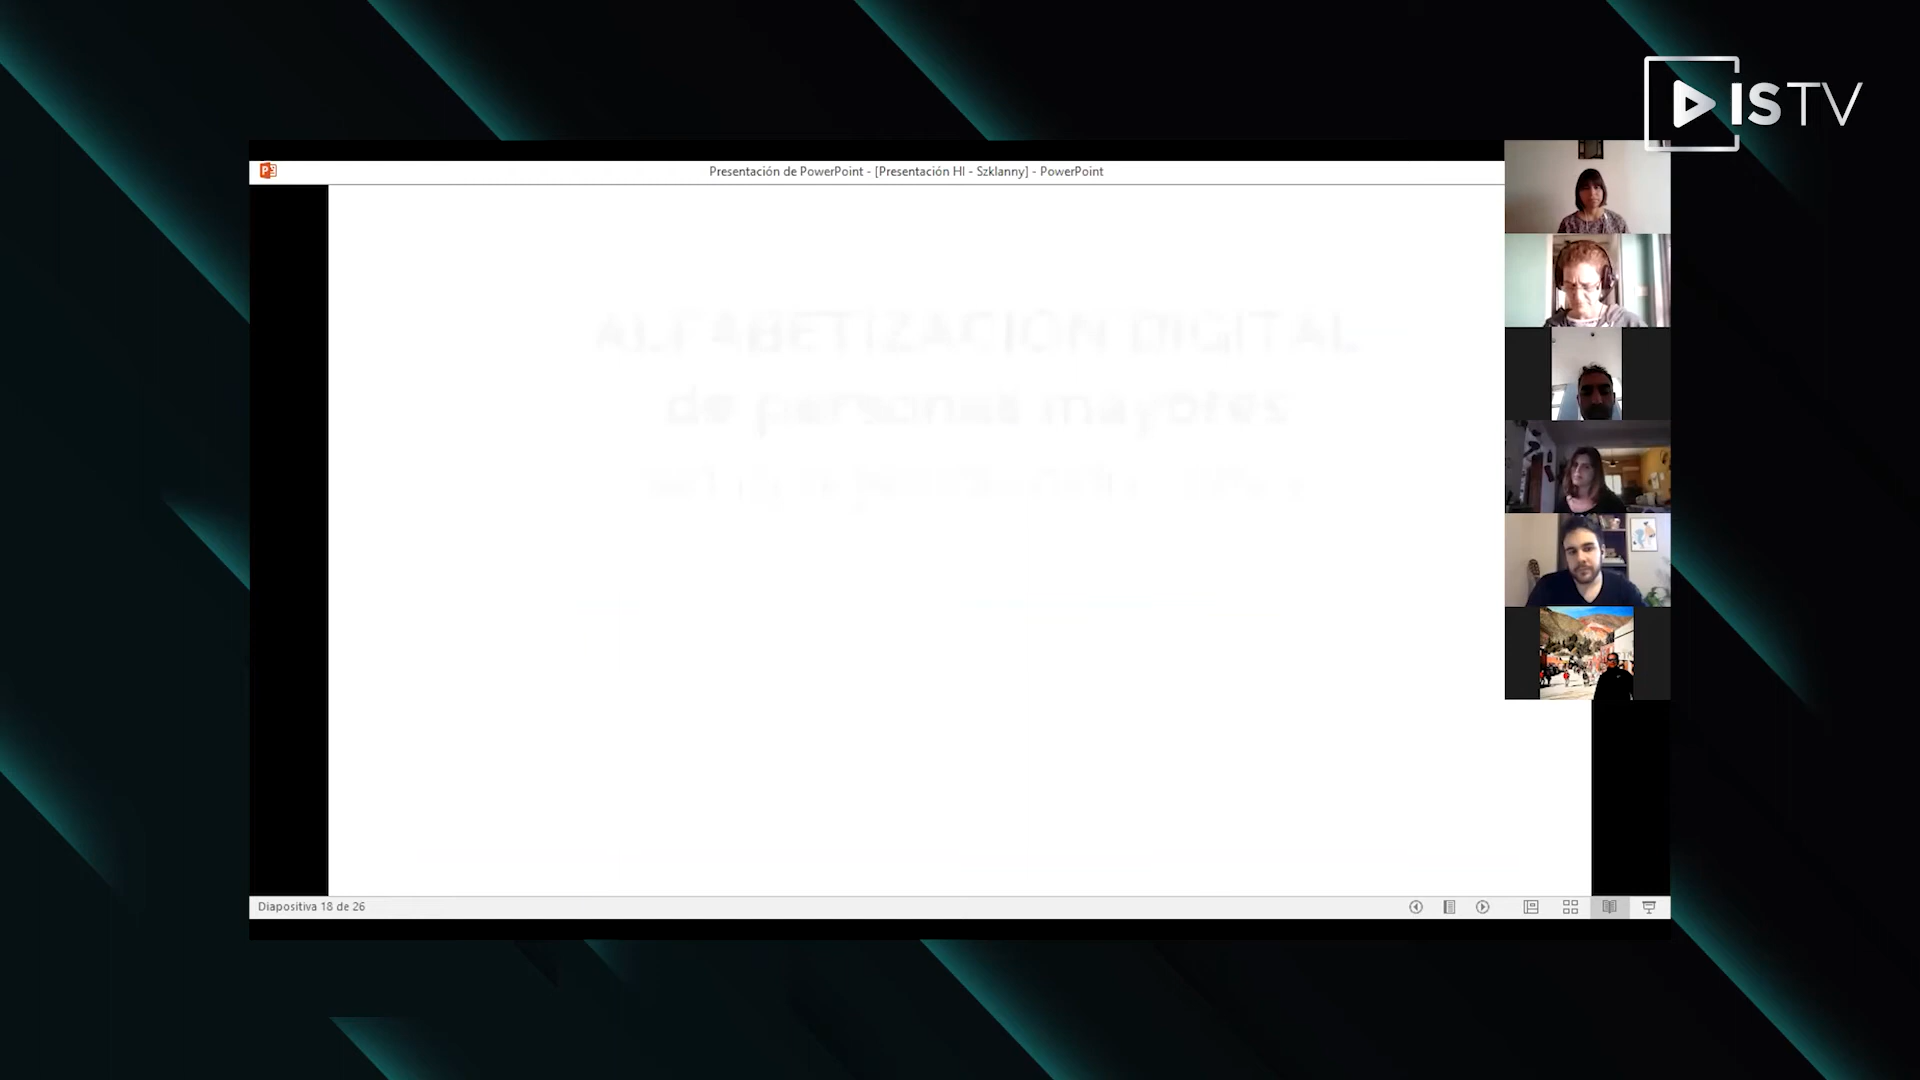 ISTV
Presentación de PowerPoint - [Presentación HI - Szklanny] - PowerPoint
ALFABETIZACIÓN DIGITAL
de personas mayores
Diapositiva 18 de 26